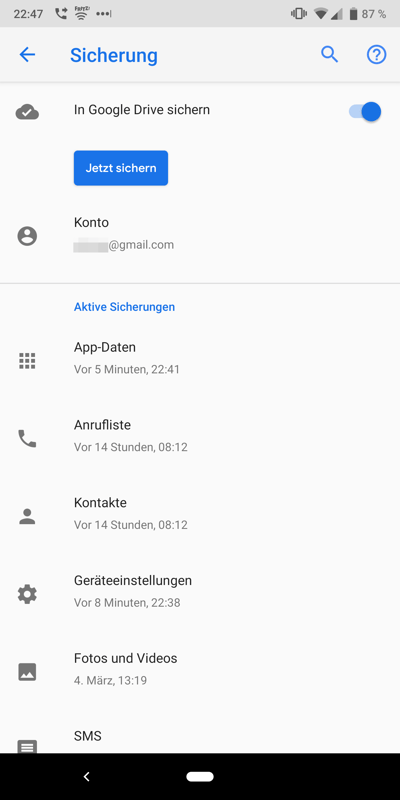 22:47
87 %
Sicherung
In Google Drive sichern
Jetzt sichern
Konto
@gmail.com
Aktive Sicherungen
App-Daten
Vor 5 Minuten, 22:41
Anrufliste
Vor 14 Stunden, 08:12
Kontakte
Vor 14 Stunden, 08:12
Geräteeinstellungen
Vor 8 Minuten, 22:38
Fotos und Videos
4. März, 13:19
SMS